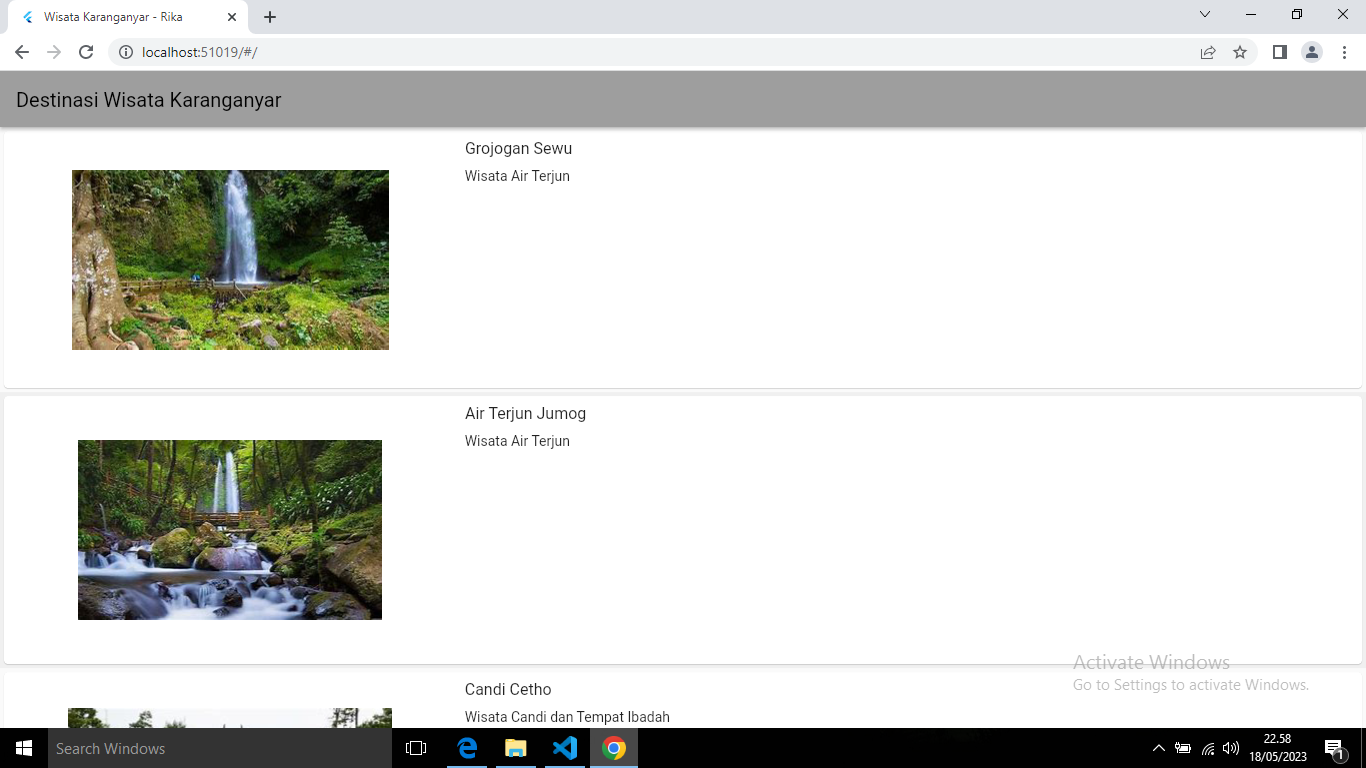 Wisata Karanganyar - Rika
localhost:51019/#/
Destinasi Wisata Karanganyar
Grojogan Sewu
Wisata Air Terjun
Air Terjun Jumog
Wisata Air Terjun
Candi Cetho
Wisata Candi dan Tempat Ibadah
Activate Windows
Go to Settings to activate Windows.
Search Windows
22.58
18/05/2023
1